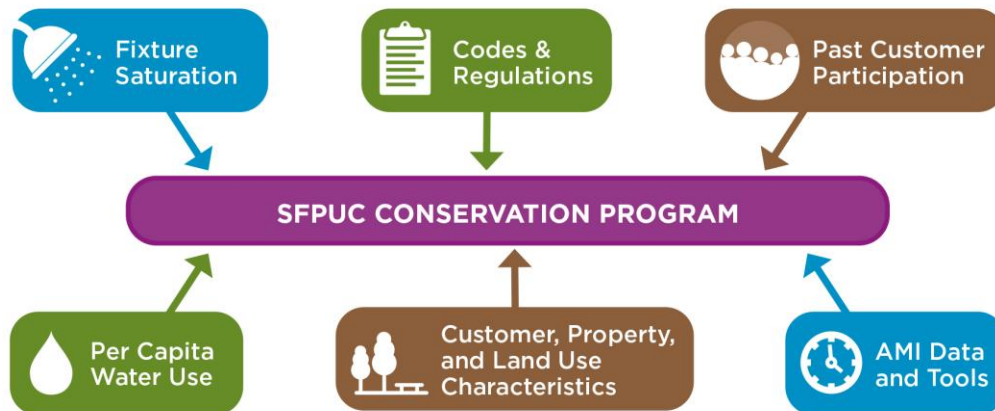 Fixture
Saturation
Codes &
Regulations
Past Customer
Participation
SFPUC CONSERVATION PROGRAM
Per Capita
Water Use
Customer, Property,
and Land Use
Characteristics
AMI Data
and Tools